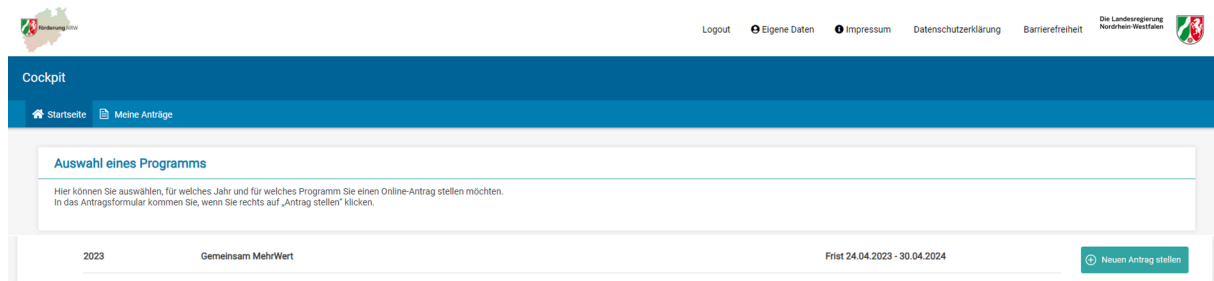 Förderung.NRW
Logout Eigene Daten Impressum Datenschutzerklärung Barrierefreiheit
Die Landesregierung
Nordrhein-Westfalen
Cockpit
Startseite Meine Anträge
Auswahl eines Programms
Hier können Sie auswählen, für welches Jahr und für welches Programm Sie einen Online-Antrag stellen möchten.
In das Antragsformular kommen Sie, wenn Sie rechts auf „Antrag stellen" klicken.
2023 Gemeinsam MehrWert Frist 24.04.2023 - 30.04.2024 Neuen Antrag stellen